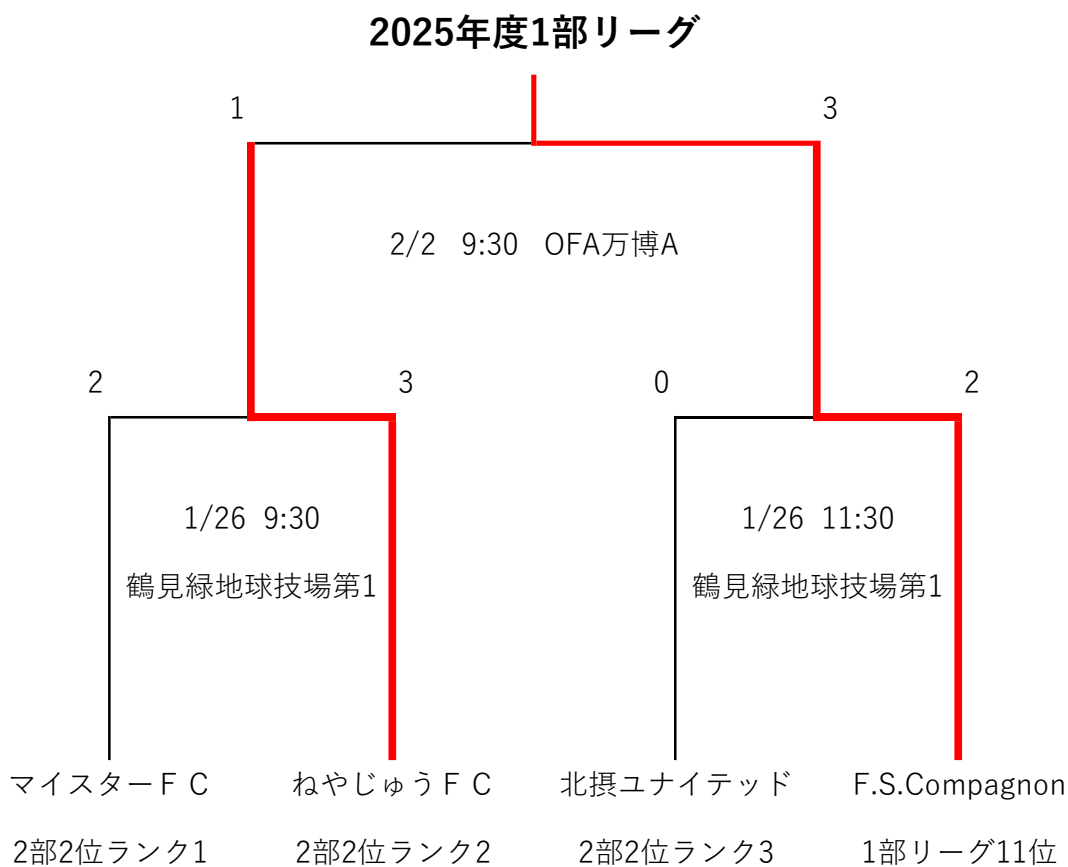 2025年度1部リーグ
1 3
2/2 9:30 OFA万博A
2 3 0 2
1/26 9:30 1/26 11:30
鶴見緑地球技場第1 鶴見緑地球技場第1
マイスターＦＣ ねやじゅうＦＣ 北摂ユナイテッド F.S.Compagnon
2部2位ランク1 2部2位ランク2 2部2位ランク3 1部リーグ11位